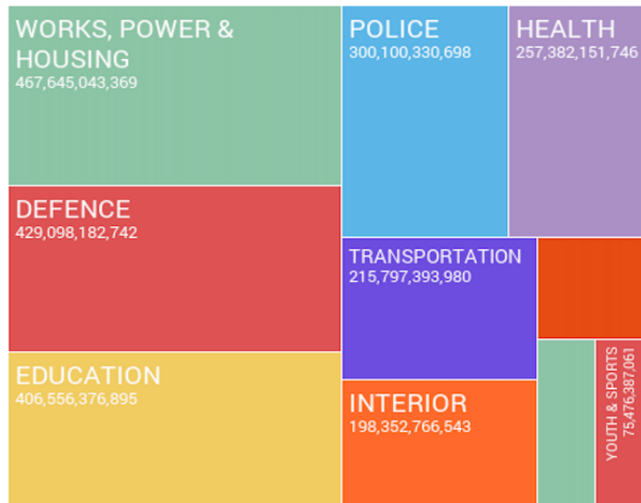 WORKS, POWER &
HOUSING
467,645,043,369
DEFENCE
429,098,182,742
EDUCATION
406,556,376,895
POLICE
300,100,330,698
HEALTH
257,382,151,746
TRANSPORTATION
215,797,393,980
INTERIOR
198,352,766,543
YOUTH & SPORTS
75,476,387,061